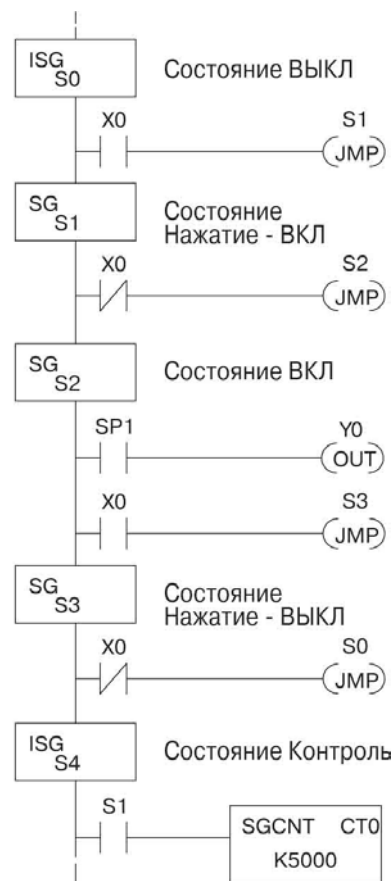 ISG
S0
Состояние ВЫКЛ
X0
S1
JMP
SG
S1
Состояние
Нажатие - ВКЛ
X0
S2
JMP
SG
S2
Состояние ВКЛ
SP1
Y0
OUT
X0
S3
JMP
SG
S3
Состояние
Нажатие - ВЫКЛ
X0
S0
JMP
ISG
S4
Состояние Контроль
S1
SGCNT CT0
K5000